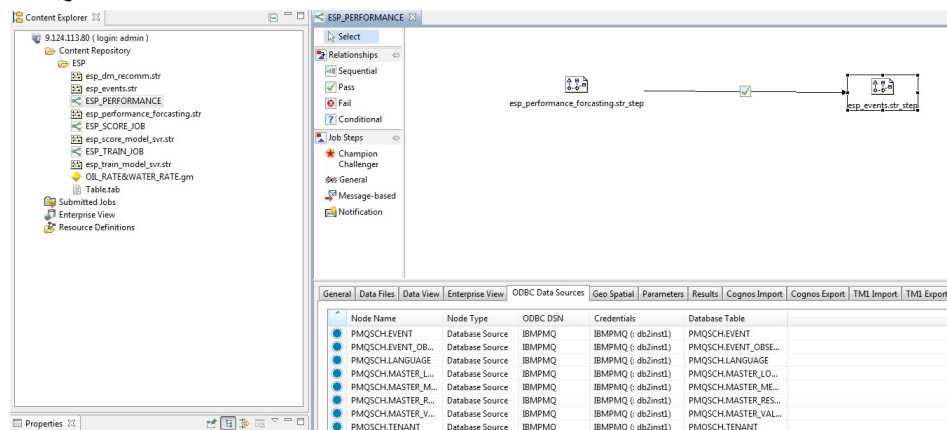 Content Explorer
9.124.113.80 ( login: admin )
Content Repository
ESP
esp_dm_recomm.str
esp_events.str
ESP_PERFORMANCE
esp_performance_forcasting.str
ESP_SCORE_JOB
esp_score_model_svr.str
ESP_TRAIN_JOB
esp_train_model_svr.str
OIL_RATE&WATER_RATE.gm
Table.tab
Submitted Jobs
Enterprise View
Resource Definitions
Properties
ESP_PERFORMANCE
Select
Relationships
Sequential
Pass
Fail
Conditional
Job Steps
Champion
Challenger
General
Message-based
Notification
esp_performance_forcasting.str_step
esp_events.str_step
General Data Files Data View Enterprise View ODBC Data Sources Geo Spatial Parameters Results Cognos Import Cognos Export TM1 Import TM1 Export
Node Name Node Type ODBC DSN Credentials Database Table
PMQSCH.EVENT Database Source IBMPMQ IBMPMQ (: db2inst1) PMQSCH.EVENT
PMQSCH.EVENT_OB... Database Source IBMPMQ IBMPMQ (: db2inst1) PMQSCH.EVENT_OBSE...
PMQSCH.LANGUAGE Database Source IBMPMQ IBMPMQ (: db2inst1) PMQSCH.LANGUAGE
PMQSCH.MASTER_L... Database Source IBMPMQ IBMPMQ (: db2inst1) PMQSCH.MASTER_LO...
PMQSCH.MASTER_M... Database Source IBMPMQ IBMPMQ (: db2inst1) PMQSCH.MASTER_ME...
PMQSCH.MASTER_R... Database Source IBMPMQ IBMPMQ (: db2inst1) PMQSCH.MASTER_RES...
PMQSCH.MASTER_V... Database Source IBMPMQ IBMPMQ (: db2inst1) PMQSCH.MASTER_VAL...
PMQSCH.TENANT Database Source IBMPMQ IBMPMQ (: db2inst1) PMQSCH.TENANT